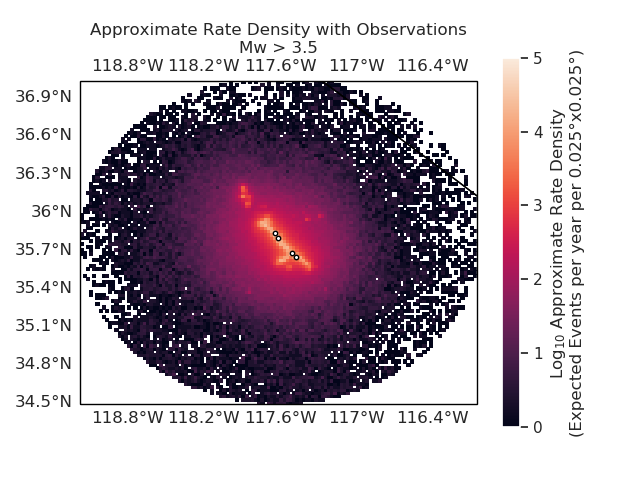 Approximate Rate Density with Observations
Mw > 3.5
118.8°W 118.2°W 117.6°W 117°W 116.4°W
36.9°N
36.6°N
36.3°N
36°N
35.7°N
35.4°N
35.1°N
34.8°N
34.5°N
118.8°W 118.2°W 117.6°W 117°W 116.4°W
5
4
3
2
1
0
Log₁₀ Approximate Rate Density
(Expected Events per year per 0.025°x0.025°)